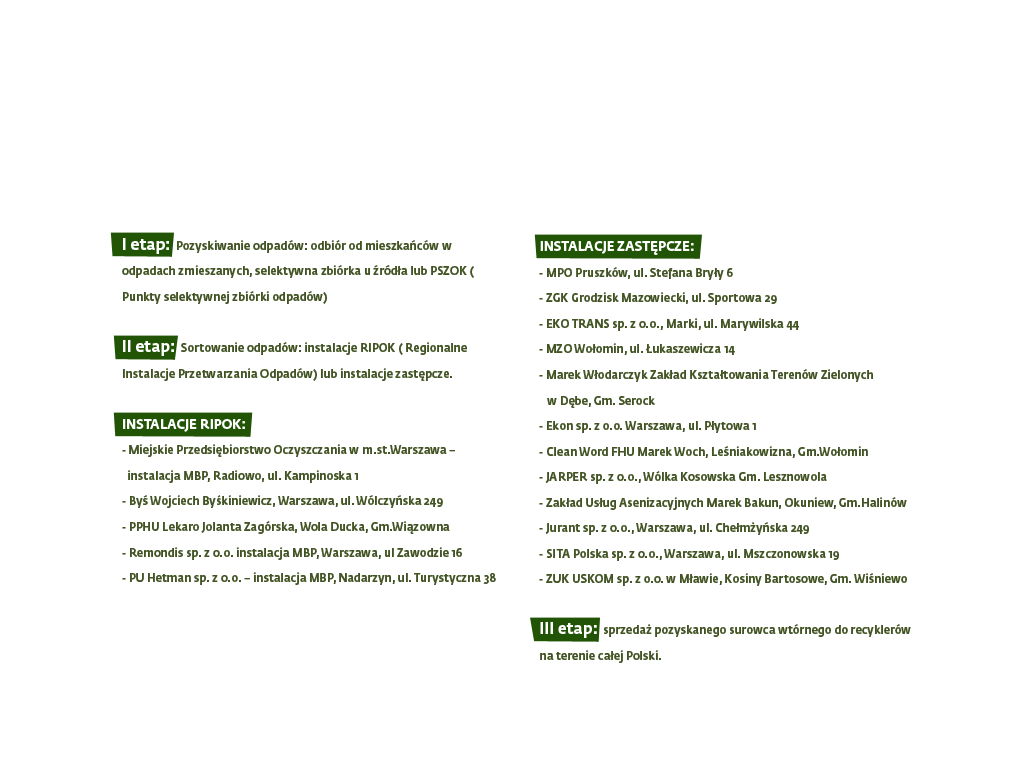 I etap: Pozyskiwanie odpadów: odbiór od mieszkańców w
odpadach zmieszanych, selektywna zbiórka u źródła lub PSZOK (
Punkty selektywnej zbiórki odpadów)
II etap: Sortowanie odpadów: instalacje RIPOK ( Regionalne
Instalacje Przetwarzania Odpadów) lub instalacje zastępcze.
INSTALACJE RIPOK:
- Miejskie Przedsiębiorstwo Oczyszczania w m.st.Warszawa –
instalacja MBP, Radiowo, ul. Kampinoska 1
- Byś Wojciech Byśkiniewicz, Warszawa, ul. Wólczyńska 249
- PPHU Lekaro Jolanta Zagórska, Wola Ducka, Gm.Wiązowna
- Remondis sp. z o.o. instalacja MBP, Warszawa, ul Zawodzie 16
- PU Hetman sp. z o.o. – instalacja MBP, Nadarzyn, ul. Turystyczna 38
INSTALACJE ZASTĘPCZE:
- MPO Pruszków, ul. Stefana Bryły 6
- ZGK Grodzisk Mazowiecki, ul. Sportowa 29
- EKO TRANS sp. z o.o., Marki, ul. Marywilska 44
- MZO Wołomin, ul. Łukaszewicza 14
- Marek Włodarczyk Zakład Kształtowania Terenów Zielonych
w Dębe, Gm. Serock
- Ekon sp. z o.o. Warszawa, ul. Płytowa 1
- Clean Word FHU Marek Woch, Leśniakowizna, Gm.Wołomin
- JARPER sp. z o.o., Wólka Kosowska Gm. Lesznowola
- Zakład Usług Asenizacyjnych Marek Bakun, Okuniew, Gm.Halinów
- Jurant sp. z o.o., Warszawa, ul. Chełmżyńska 249
- SITA Polska sp. z o.o., Warszawa, ul. Mszczonowska 19
- ZUK USKOM sp. z o.o. w Mławie, Kosiny Bartosowe, Gm. Wiśniewo
III etap: sprzedaż pozyskanego surowca wtórnego do recyklerów
na terenie całej Polski.